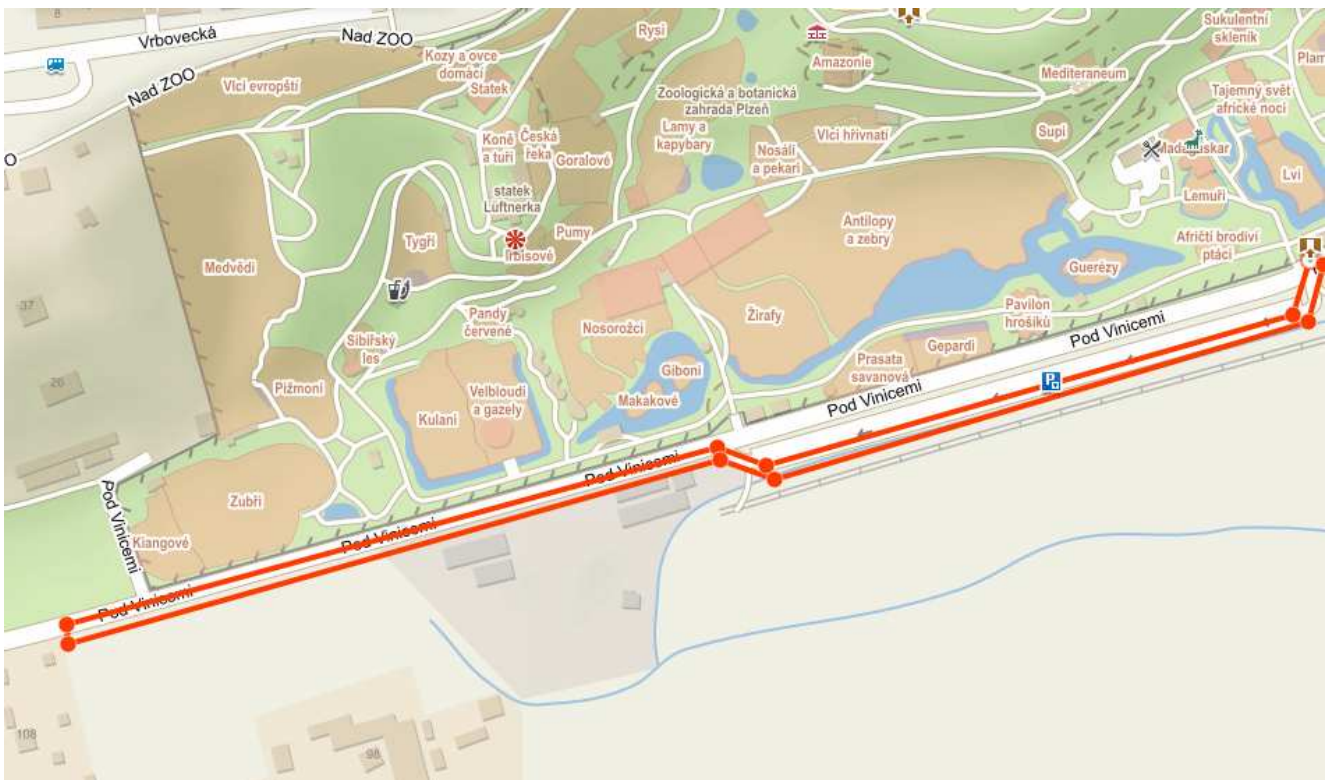 8
Vrbovecká
Nad ZOO
Nad ZOO
O
Vlci evropští
Kozy a ovce
domácí
Statek
Rysi
Amazonie
Sukulentní
skleník
Mediteraneum
Plam
Tajemný svět
africké noci
Zoologická a botanická
zahrada Plzeň
Lamy a
kapybary
Vlci hřivnatí
Nosáli
a pekari
Supi
Madagaskar
Lvi
Lemuři
Koně
a tuři
Česká
řeka
Goralové
statek
Lüftnerka
Pumy
Irbisové
Tygři
Medvědi
Antilopy
a zebry
Afričtí brodiví
ptáci
Guerézy
37
Pandy
červené
Nosorožci
Žirafy
Pavilon
hrošíků
Pod Vinicemi
Sibiřský
les
Giboni
Gepardi
Prasata
savanová
26
Pižmoni
Velbloudi
a gazely
Makakové
Pod Vinicemi
Kulani
Pod Vinicemi
Zubři
Pod Vinicemi
Kiangové
Pod Vinicemi
Pod Vinicemi
108
98
P